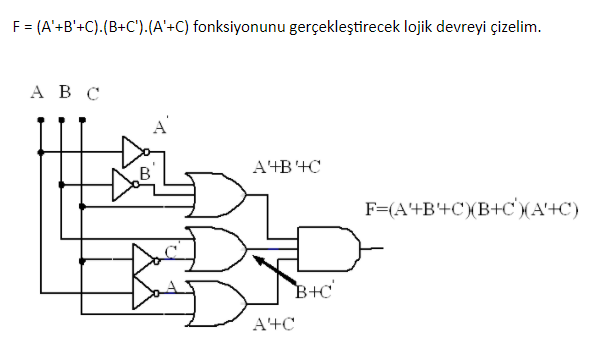 F = (A'+B'+C).(B+C').(A'+C) fonksiyonunu gerçekleştirecek lojik devreyi çizelim.
A B C
A'
A'+B'+C
B'
F=(A'+B'+C)(B+C')(A'+C)
C'
A'
B+C'
A'+C